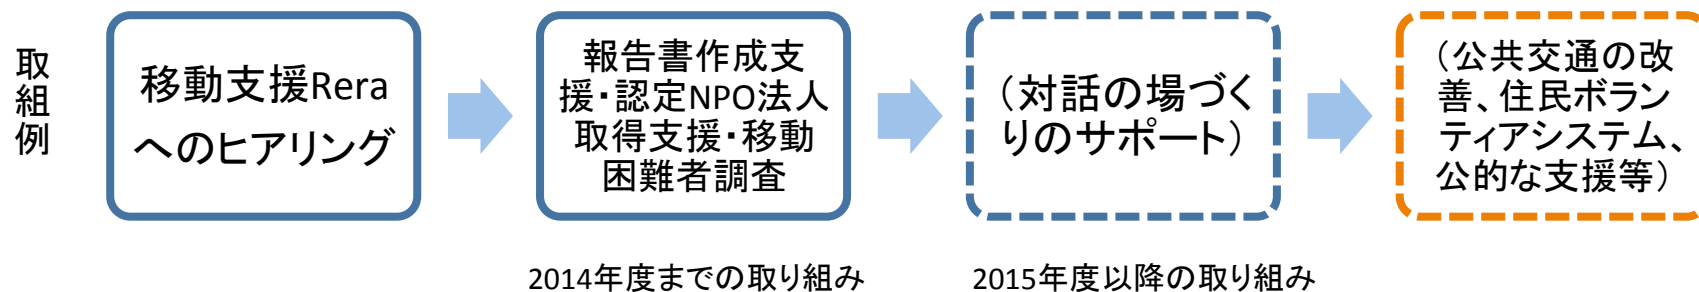 取組例
移動支援Rera
へのヒアリング
報告書作成支
援・認定NPO法人
取得支援・移動
困難者調査
（対話の場づく
りのサポート）
（公共交通の改
善、住民ボラン
ティアシステム、
公的な支援等）
2014年度までの取り組み
2015年度以降の取り組み